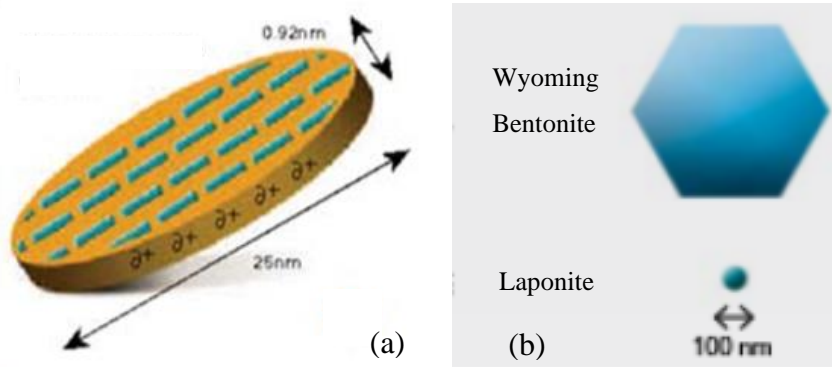 0.92nm
∂+ ∂+ ∂+ ∂+ ∂+
25nm
(a)
Wyoming
Bentonite
Laponite
100 nm
(b)